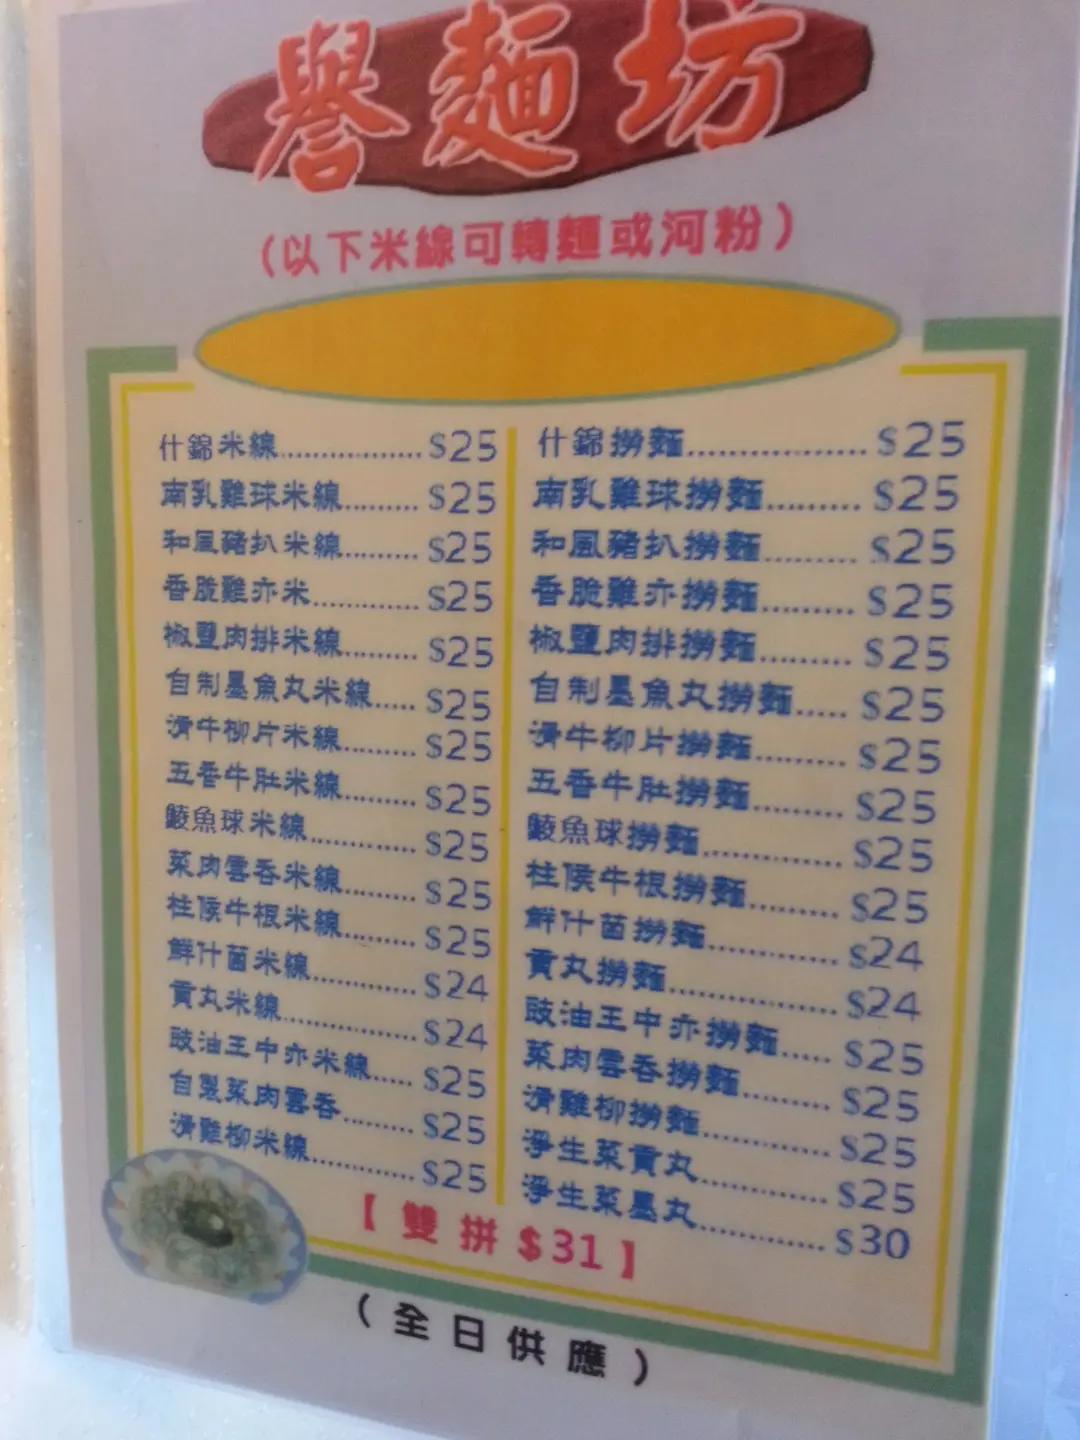 譽麵坊
(以下米線可轉麵或河粉)
什錦米線................$25
南乳雞球米線.........$25
和風豬扒米線.........$25
香脆雞亦米.............$25
椒鹽肉排米線.........$25
自制墨魚丸米線.....$25
滑牛柳片米線.........$25
五香牛肚米線.........$25
鯪魚球米線.............$25
菜肉雲吞米線.........$25
柱侯牛根米線.........$25
鮮什菌米線.............$24
貢丸米線................$24
豉油王中亦米線.....$25
自製菜肉雲吞.........$25
滑雞柳米線.............$25
什錦撈麵..................$25
南乳雞球撈麵.........$25
和風豬扒撈麵.........$25
香脆雞亦撈麵.........$25
椒鹽肉排撈麵.........$25
自制墨魚丸撈麵.....$25
滑牛柳片撈麵.........$25
五香牛肚撈麵.........$25
鯪魚球撈麵.............$25
柱侯牛根撈麵.........$25
鮮什菌撈麵.............$24
貢丸撈麵.................$24
豉油王中亦撈麵.....$25
菜肉雲吞撈麵.........$25
滑雞柳撈麵.............$25
淨生菜貢丸.............$25
淨生菜墨丸.............$30
【雙拼$31】
(全日供應)